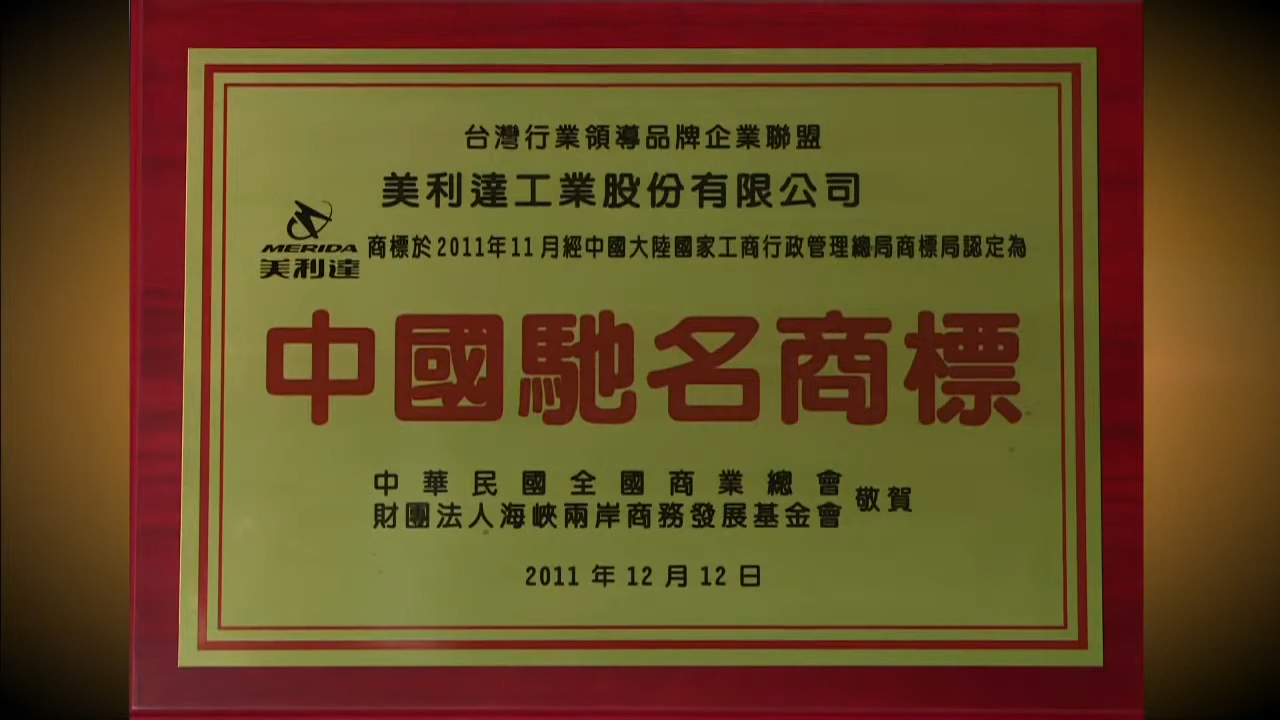 台灣行業領導品牌企業聯盟
美利達工業股份有限公司
MERIDA
美利達
商標於2011年11月經中國大陸國家工商行政管理總局商標局認定為
中國馳名商標
中華民國全國商業總會
財團法人海峽兩岸商務發展基金會
敬賀
2011 年 12 月 12 日